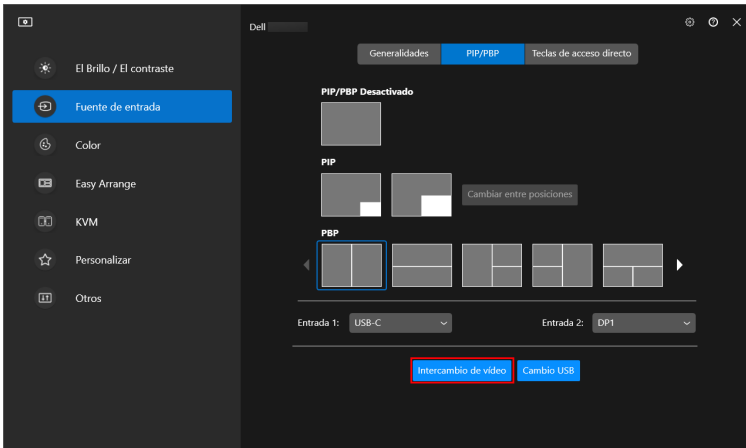 Dell
Generalidades
PIP/PBP
Teclas de acceso directo
El Brillo / El contraste
Fuente de entrada
Color
Easy Arrange
KVM
Personalizar
Otros
PIP/PBP Desactivado
PIP
Cambiar entre posiciones
PBP
Entrada 1:
USB-C
Entrada 2:
DP1
Intercambio de vídeo
Cambio USB